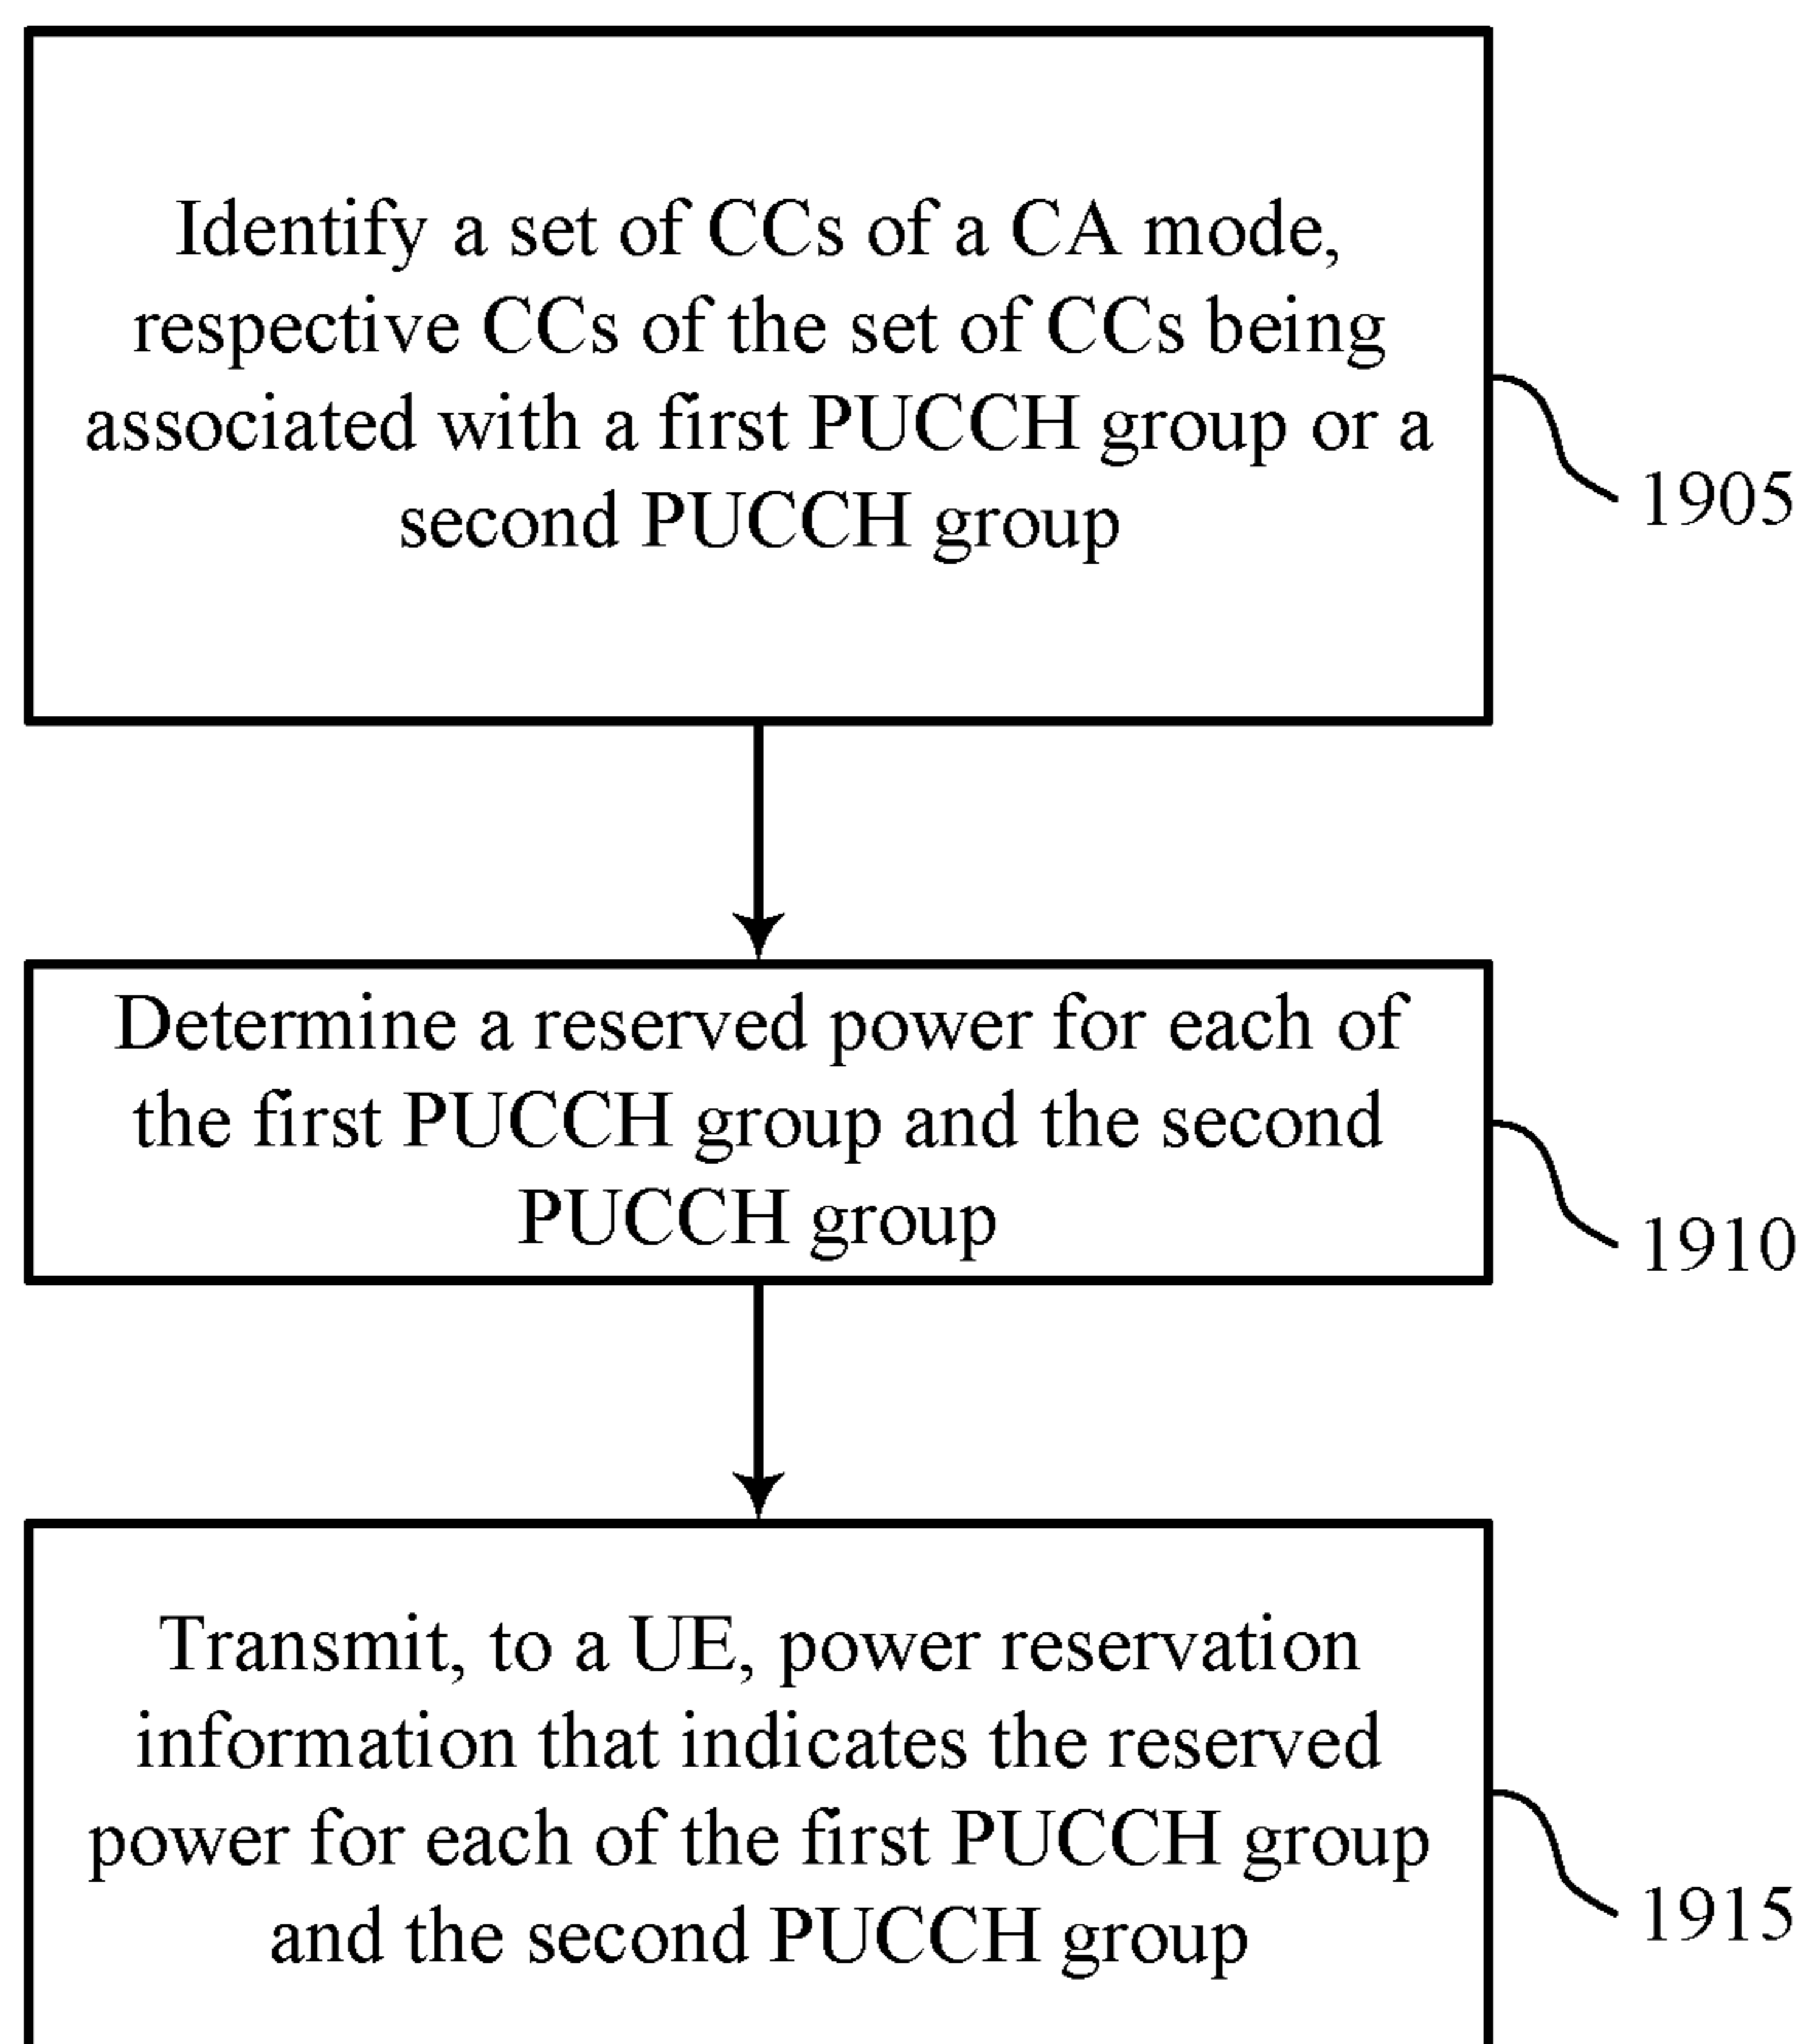 Identify a set of CCs of a CA mode,
respective CCs of the set of CCs being
associated with a first PUCCH group or a
second PUCCH group
1905
Determine a reserved power for each of
the first PUCCH group and the second
PUCCH group
1910
Transmit, to a UE, power reservation
information that indicates the reserved
power for each of the first PUCCH group
and the second PUCCH group
1915